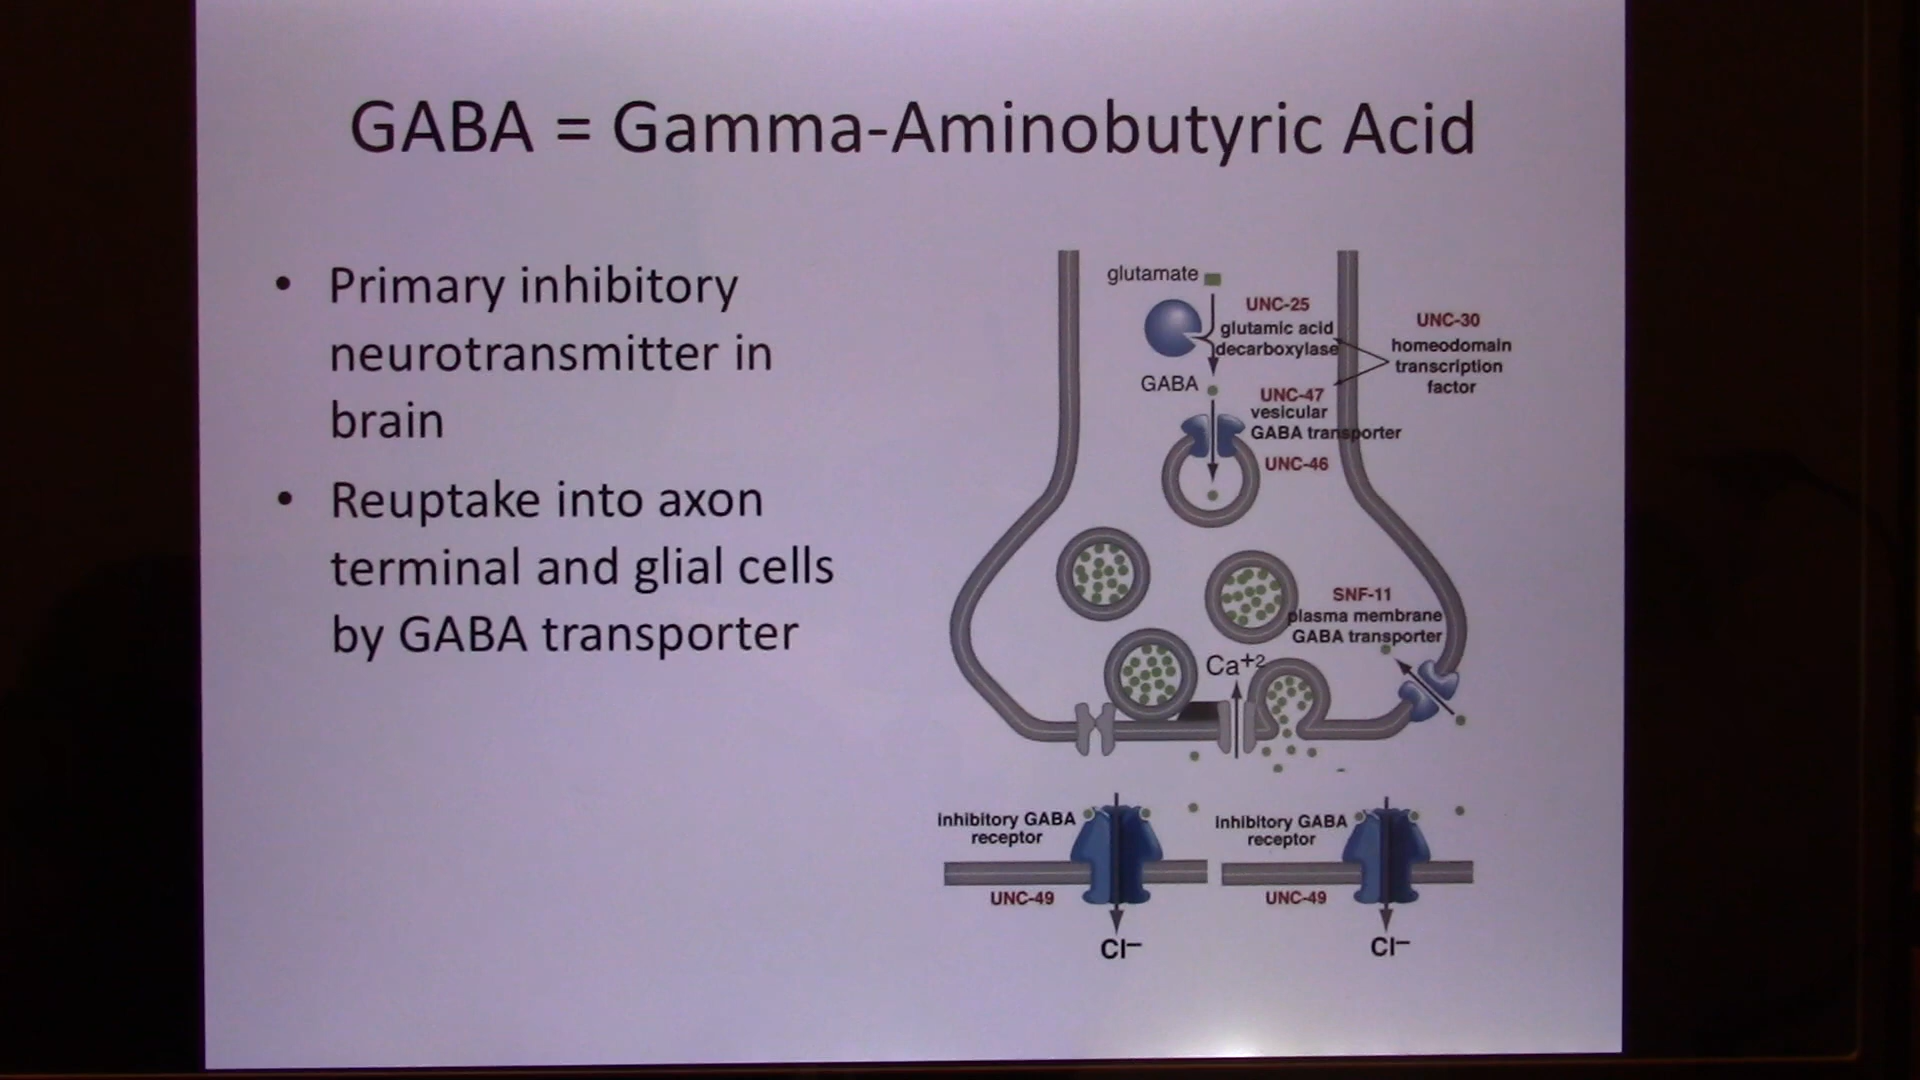 GABA = Gamma-Aminobutyric Acid
• Primary inhibitory
neurotransmitter in
brain
• Reuptake into axon
terminal and glial cells
by GABA transporter
glutamate
UNC-25
glutamic acid
decarboxylase
UNC-30
homeodomain
transcription
factor
GABA
UNC-47
vesicular
GABA transporter
UNC-46
SNF-11
plasma membrane
GABA transporter
Ca+2
inhibitory GABA
receptor
UNC-49
Cl–
inhibitory GABA
receptor
UNC-49
Cl–